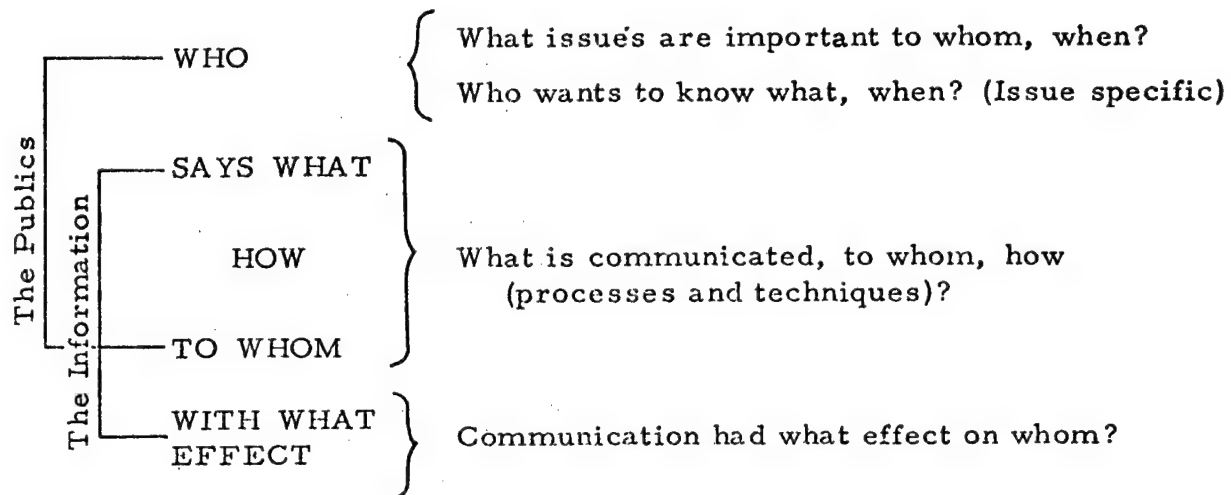 The Publics
The Information
WHO
What issue's are important to whom, when?
Who wants to know what, when? (Issue specific)
SAYS WHAT
HOW
What is communicated, to whom, how
(processes and techniques)?
TO WHOM
WITH WHAT
EFFECT
Communication had what effect on whom?